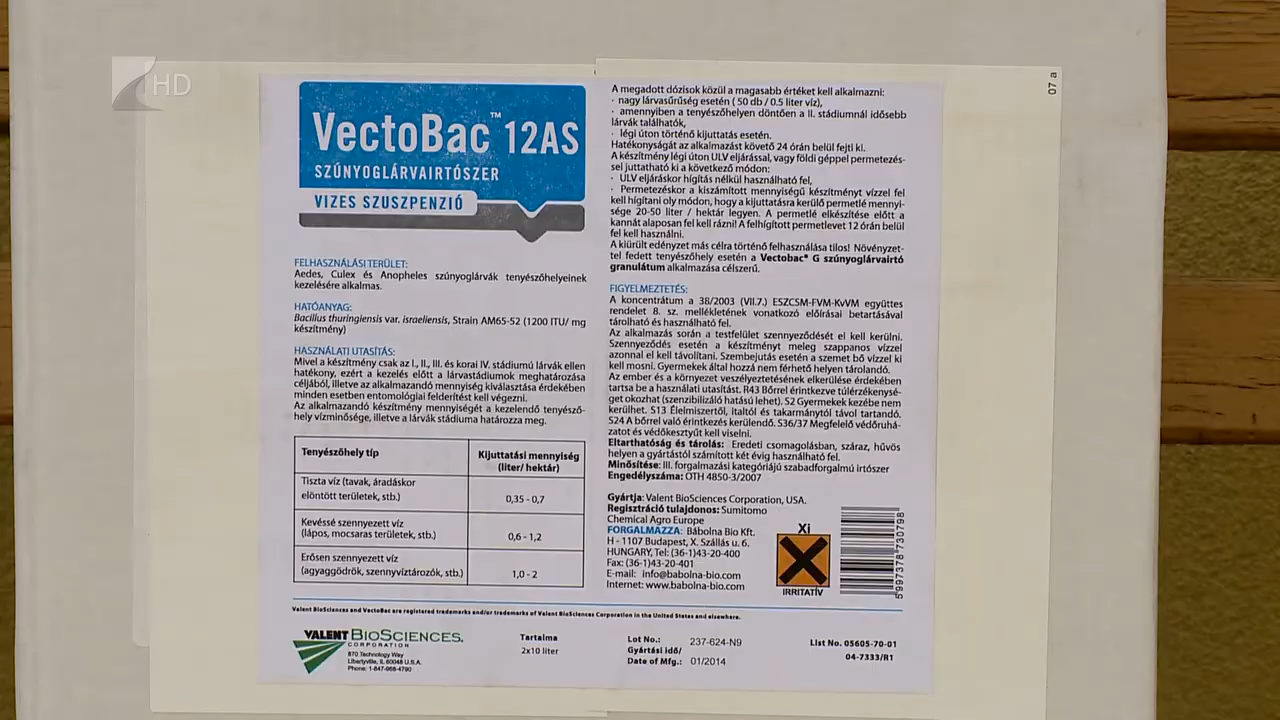 HD
07 a
VectoBac™ 12AS
SZÚNYOGLÁRVAIRTÓSZER
VIZES SZUSZPENZIÓ
FELHASZNÁLÁSI TERÜLET:
Aedes, Culex és Anopheles szúnyoglárvák tenyészőhelyeinek
kezelésére alkalmas.
HATÓANYAG:
Bacillus thuringiensis var. israeliensis, Strain AM65-52 (1200 ITU/ mg
készítmény)
HASZNÁLATI UTASÍTÁS:
Mivel a készítmény csak az I., II., III. és korai IV. stádiumú lárvák ellen
hatékony, ezért a kezelés előtt a lárvastádiumok meghatározása
céljából, illetve az alkalmazandó mennyiség kiválasztása érdekében
minden esetben entomológiai felderítést kell végezni.
Az alkalmazandó készítmény mennyiségét a kezelendő tenyésző-
hely vízminősége, illetve a lárvák stádiuma határozza meg.
Tenyészőhely típ
Kijuttatási mennyiség
(liter/ hektár)
Tiszta víz (tavak, áradáskor
elöntött területek, stb.)
0,35 - 0,7
Kevéssé szennyezett víz
(lápos, mocsaras területek, stb.)
0,6 - 1,2
Erősen szennyezett víz
(agyaggödrök, szennyvíztározók, stb.)
1,0 - 2
A megadott dózisok közül a magasabb értéket kell alkalmazni:
· nagy lárvasűrűség esetén ( 50 db / 0.5 liter víz),
· amennyiben a tenyészőhelyen döntően a II. stádiumnál idősebb
lárvák találhatók,
· légi úton történő kijuttatás esetén.
Hatékonyságát az alkalmazást követő 24 órán belül fejti ki.
A készítmény légi úton ULV eljárással, vagy földi géppel permetezés-
sel juttatható ki a következő módon:
· ULV eljáráskor hígítás nélkül használható fel,
· Permetezéskor a kiszámított mennyiségű készítményt vízzel fel
kell hígítani oly módon, hogy a kijuttatásra kerülő permetlé mennyi-
sége 20-50 liter / hektár legyen. A permetlé elkészítése előtt a
kannát alaposan fel kell rázni! A felhígított permetlevet 12 órán belül
fel kell használni.
A kiürült edényzet más célra történő felhasználása tilos! Növényzet-
tel fedett tenyészőhely esetén a Vectobac® G szúnyoglárvairtó
granulátum alkalmazása célszerű.
FIGYELMEZTETÉS:
A koncentrátum a 38/2003 (VII.7.) ESZCSM-FVM-KvVM együttes
rendelet 8. sz. mellékletének vonatkozó előírásai betartásával
tárolható és használható fel.
Az alkalmazás során a testfelület szennyeződését el kell kerülni.
Szennyeződés esetén a készítményt meleg szappanos vízzel
azonnal el kell távolítani. Szembejutás esetén a szemet bő vízzel ki
kell mosni. Gyermekek által hozzá nem férhető helyen tárolandó.
Az ember és a környezet veszélyeztetésének elkerülése érdekében
tartsa be a használati utasítást. R43 Bőrrel érintkezve túlérzékenysé-
get okozhat (szenzibilizáló hatású lehet). S2 Gyermekek kezébe nem
kerülhet. S13 Élelmiszertől, italtól és takarmánytól távol tartandó.
S24 A bőrrel való érintkezés kerülendő. S36/37 Megfelelő védőruhá-
zatot és védőkesztyűt kell viselni.
Eltarthatóság és tárolás: Eredeti csomagolásban, száraz, hűvös
helyen a gyártástól számított két évig használható fel.
Minősítése: III. forgalmazási kategóriájú szabadforgalmú irtószer
Engedélyszáma: OTH 4850-3/2007
Gyártja: Valent BioSciences Corporation, USA.
Regisztráció tulajdonos: Sumitomo
Chemical Agro Europe
FORGALMAZZA: Bábolna Bio Kft.
H - 1107 Budapest, X. Szállás u. 6.
HUNGARY, Tel: (36-1)43-20-400
Fax: (36-1)43-20-401
E-mail: info@babolna-bio.com
Internet: www.babolna-bio.com
Xi
IRRITATÍV
5997378730798
Valent BioSciences and VectoBac are registered trademarks and/or trademarks of Valent BioSciences Corporation in the United States and elsewhere.
VALENT BIOSCIENCES.
CORPORATION
870 Technology Way
Libertyville, IL 60048 U.S.A.
Phone: 1-847-968-4700
Tartalma
2x10 liter
Lot No.: 237-624-N9
Gyártási idő/
Date of Mfg.: 01/2014
List No. 05605-70-01
04-7333/R1